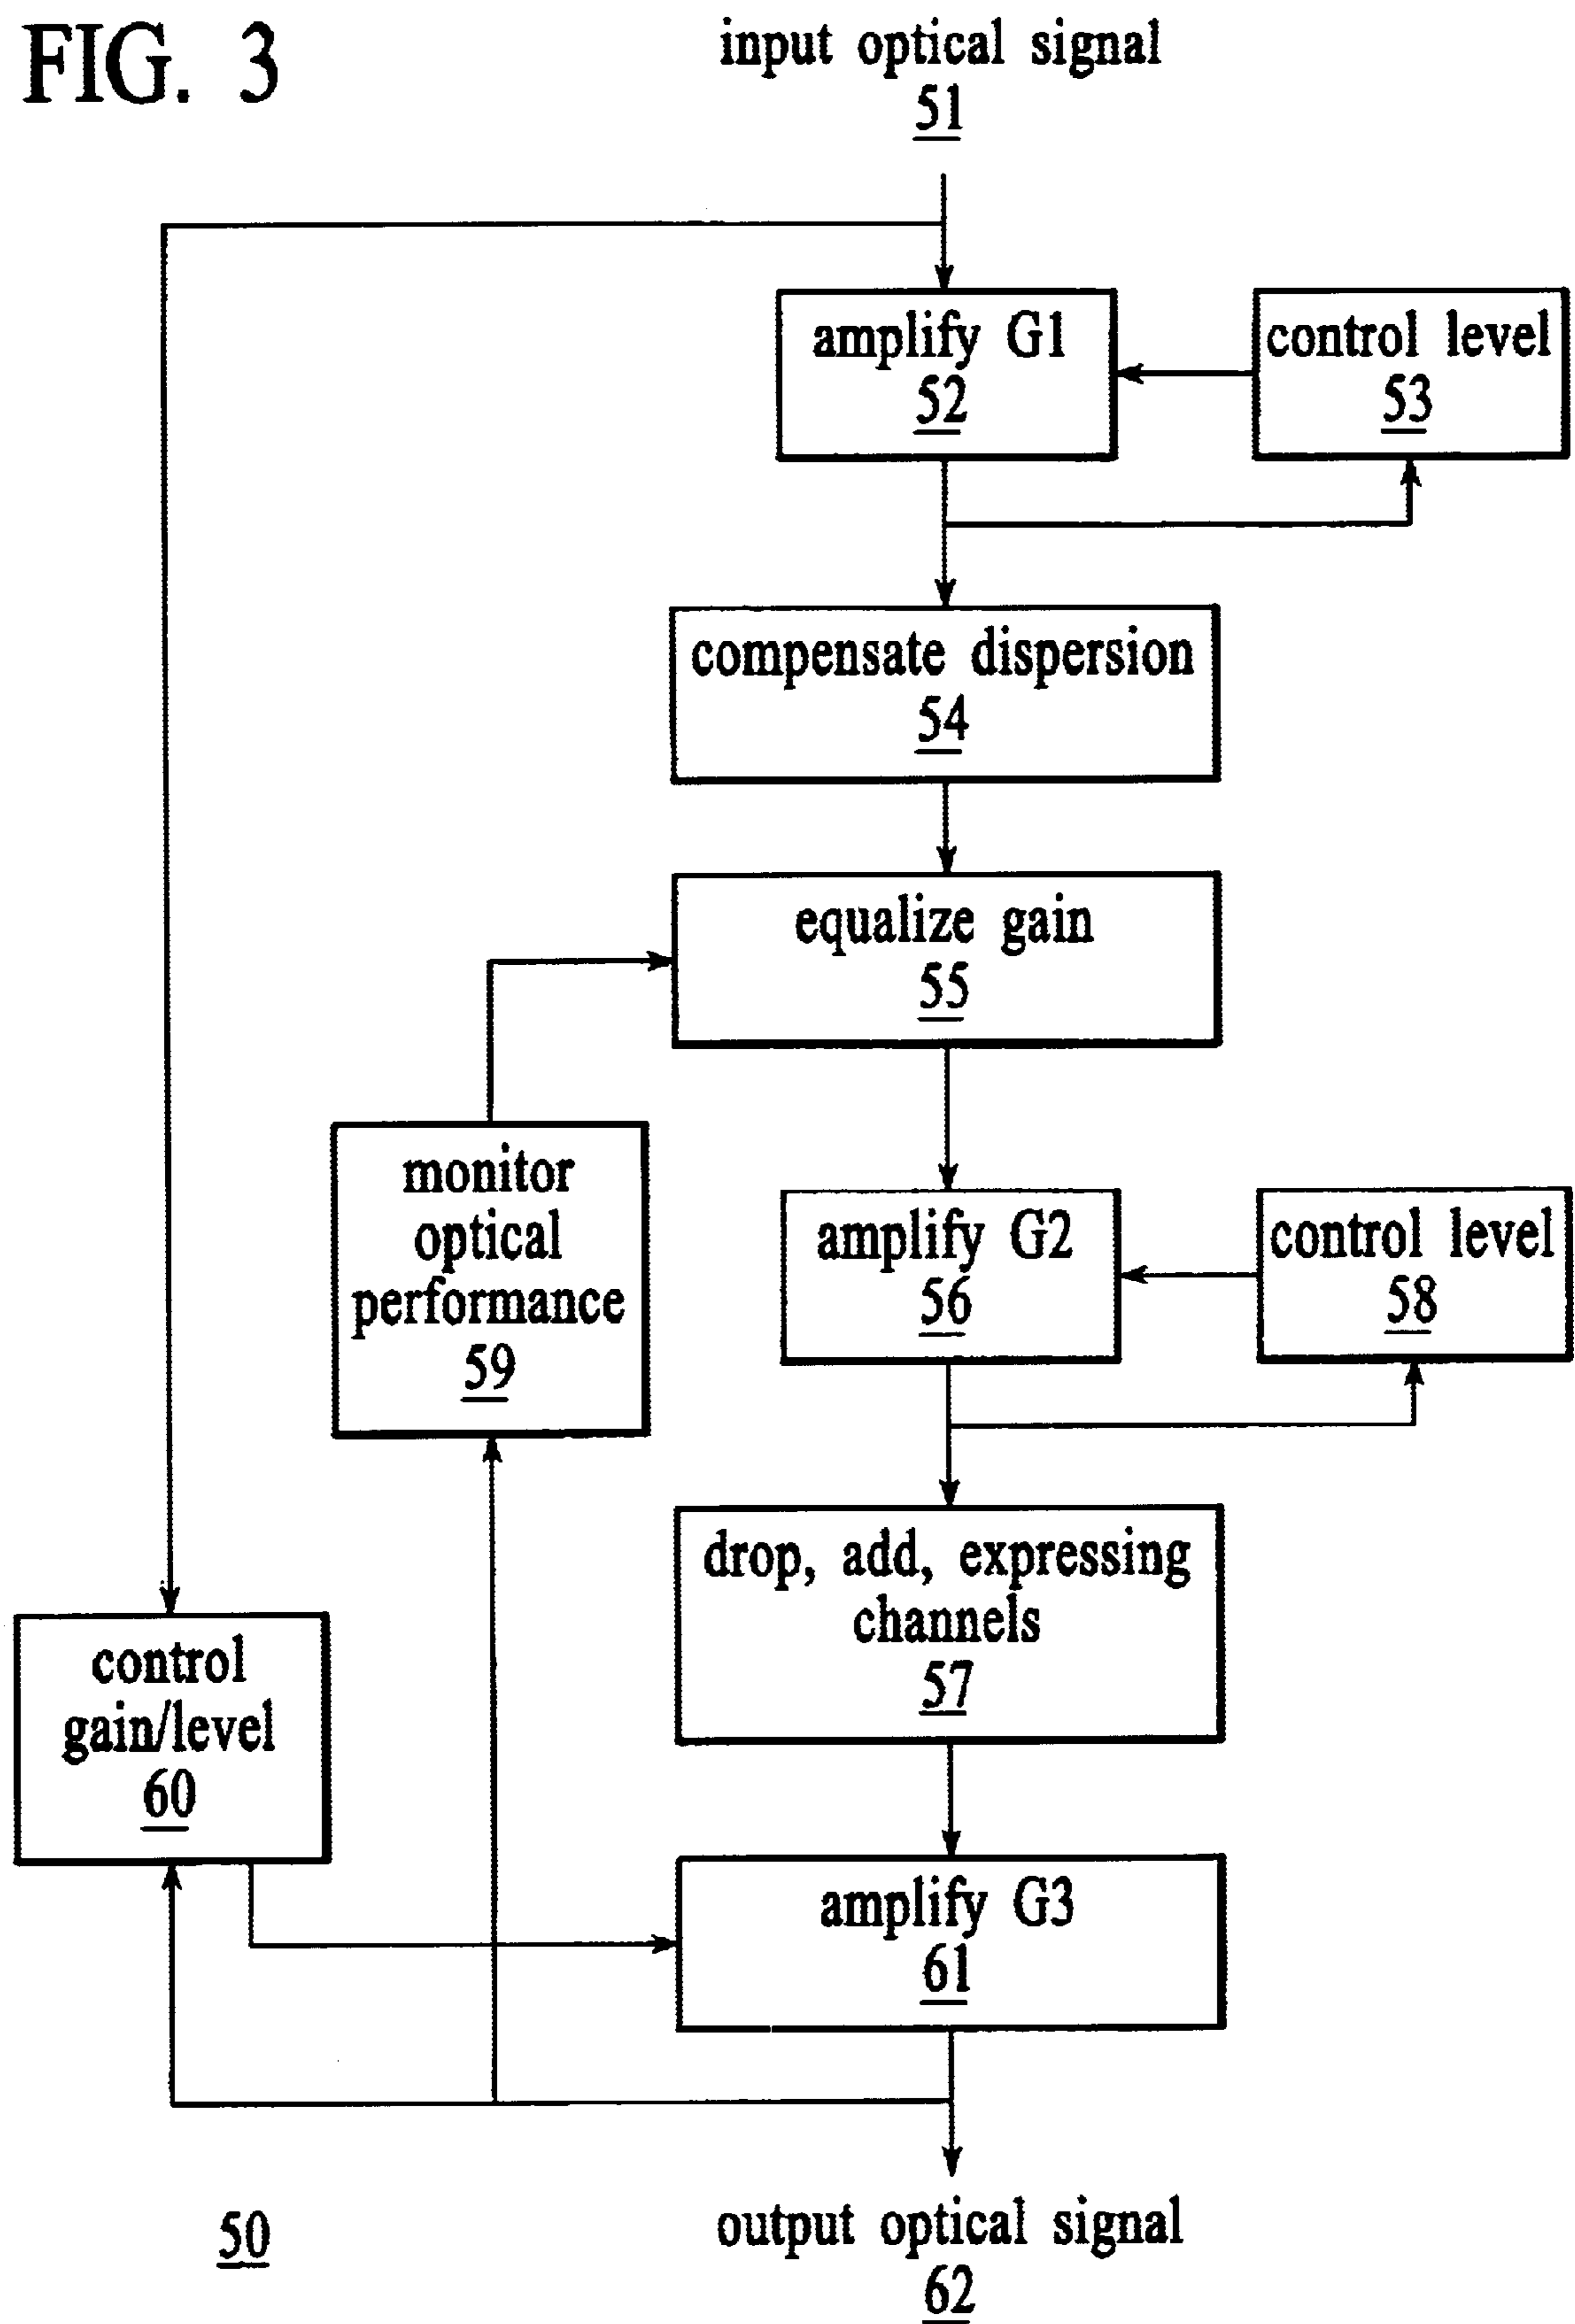 FIG. 3
input optical signal
51
amplify G1
52
control level
53
compensate dispersion
54
equalize gain
55
monitor
optical
performance
59
amplify G2
56
control level
58
drop, add, expressing
channels
57
control
gain/level
60
amplify G3
61
50
output optical signal
62